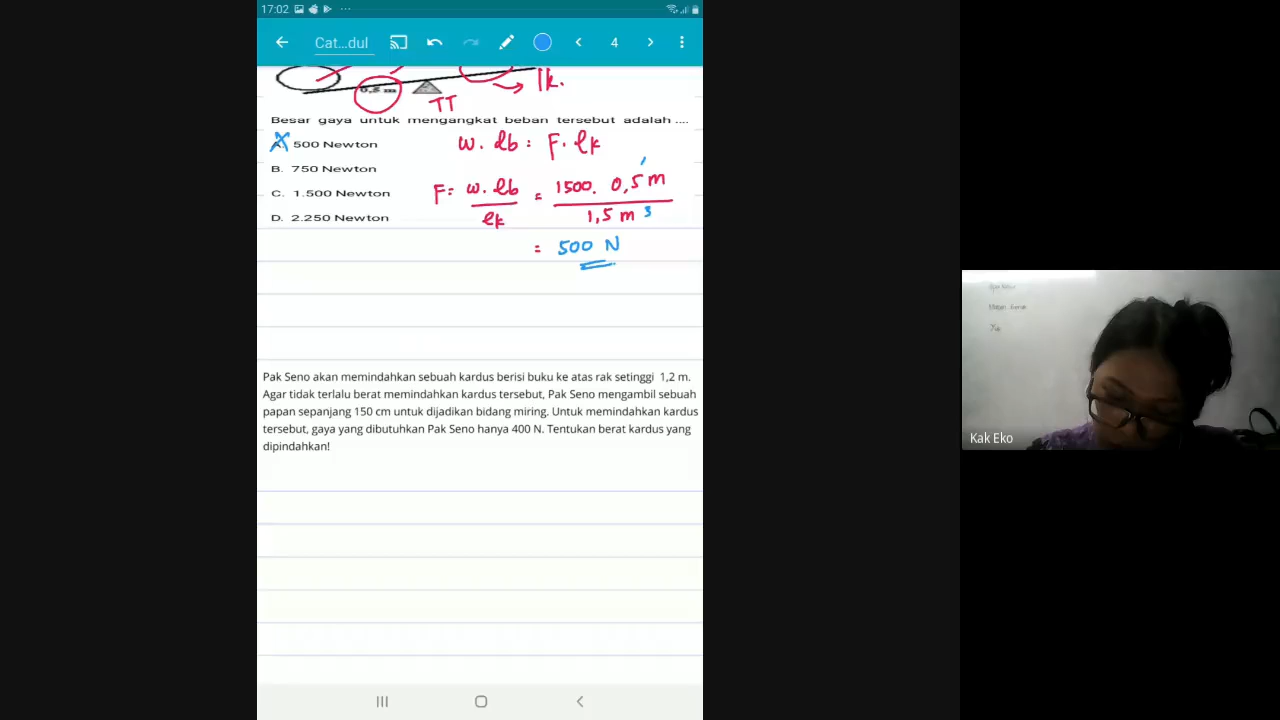 17:02
Cat...dul
4
0,5 m
lk.
TT
Besar gaya untuk mengangkat beban tersebut adalah ....
A. 500 Newton
w. lb = F. lk
B. 750 Newton
F = w. lb = 1500. 0,5 m 1
C. 1.500 Newton
lk 1,5 m 3
D. 2.250 Newton
= 500 N
Pak Seno akan memindahkan sebuah kardus berisi buku ke atas rak setinggi 1,2 m.
Agar tidak terlalu berat memindahkan kardus tersebut, Pak Seno mengambil sebuah
papan sepanjang 150 cm untuk dijadikan bidang miring. Untuk memindahkan kardus
tersebut, gaya yang dibutuhkan Pak Seno hanya 400 N. Tentukan berat kardus yang
dipindahkan!
Kak Eko